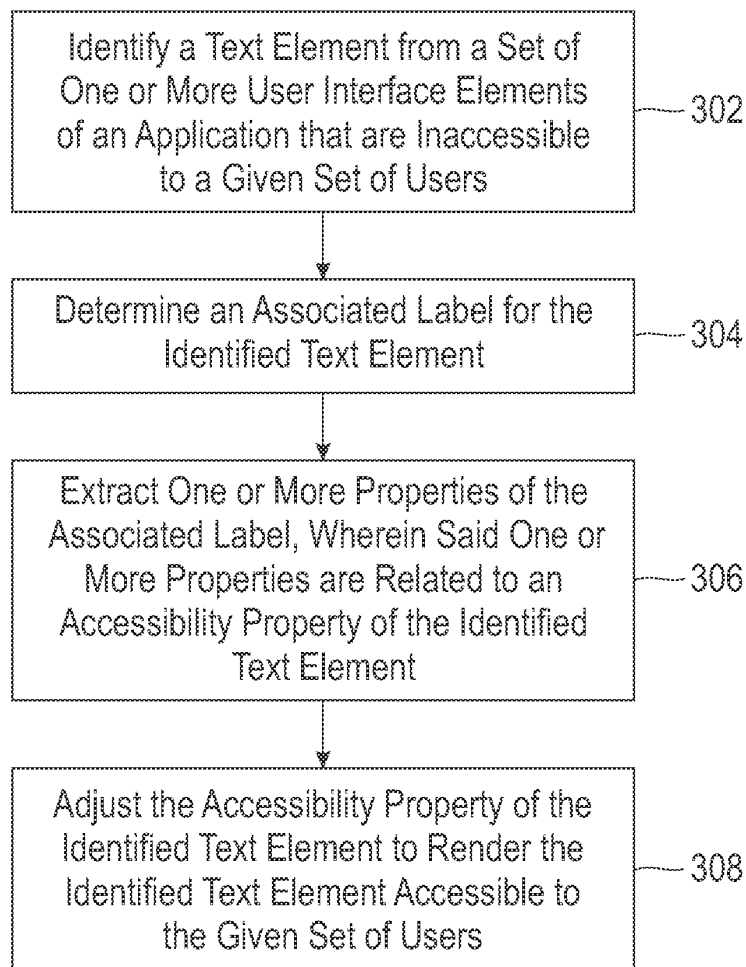 Identify a Text Element from a Set of
One or More User Interface Elements
of an Application that are Inaccessible
to a Given Set of Users
302
Determine an Associated Label for the
Identified Text Element
304
Extract One or More Properties of the
Associated Label, Wherein Said One or
More Properties are Related to an
Accessibility Property of the Identified
Text Element
306
Adjust the Accessibility Property of the
Identified Text Element to Render the
Identified Text Element Accessible to
the Given Set of Users
308